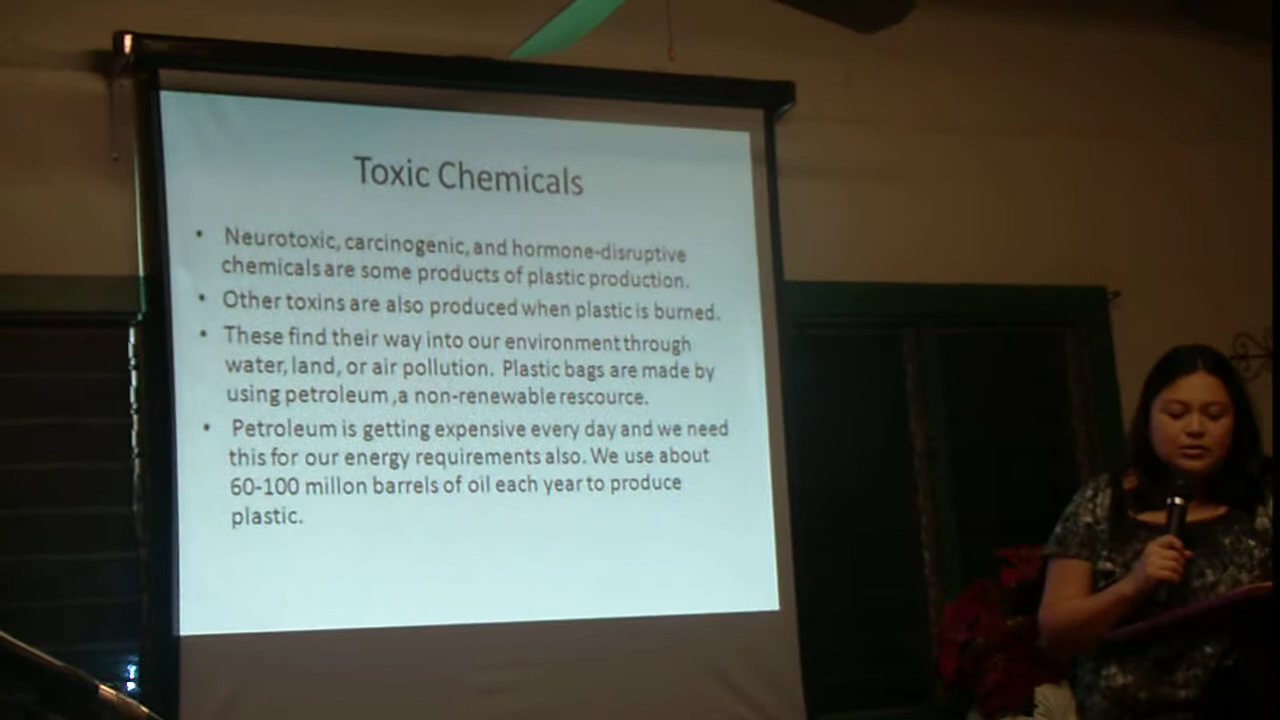 Toxic Chemicals
• Neurotoxic, carcinogenic, and hormone-disruptive
chemicals are some products of plastic production.
• Other toxins are also produced when plastic is burned.
• These find their way into our environment through
water, land, or air pollution. Plastic bags are made by
using petroleum ,a non-renewable rescource.
• Petroleum is getting expensive every day and we need
this for our energy requirements also. We use about
60-100 millon barrels of oil each year to produce
plastic.